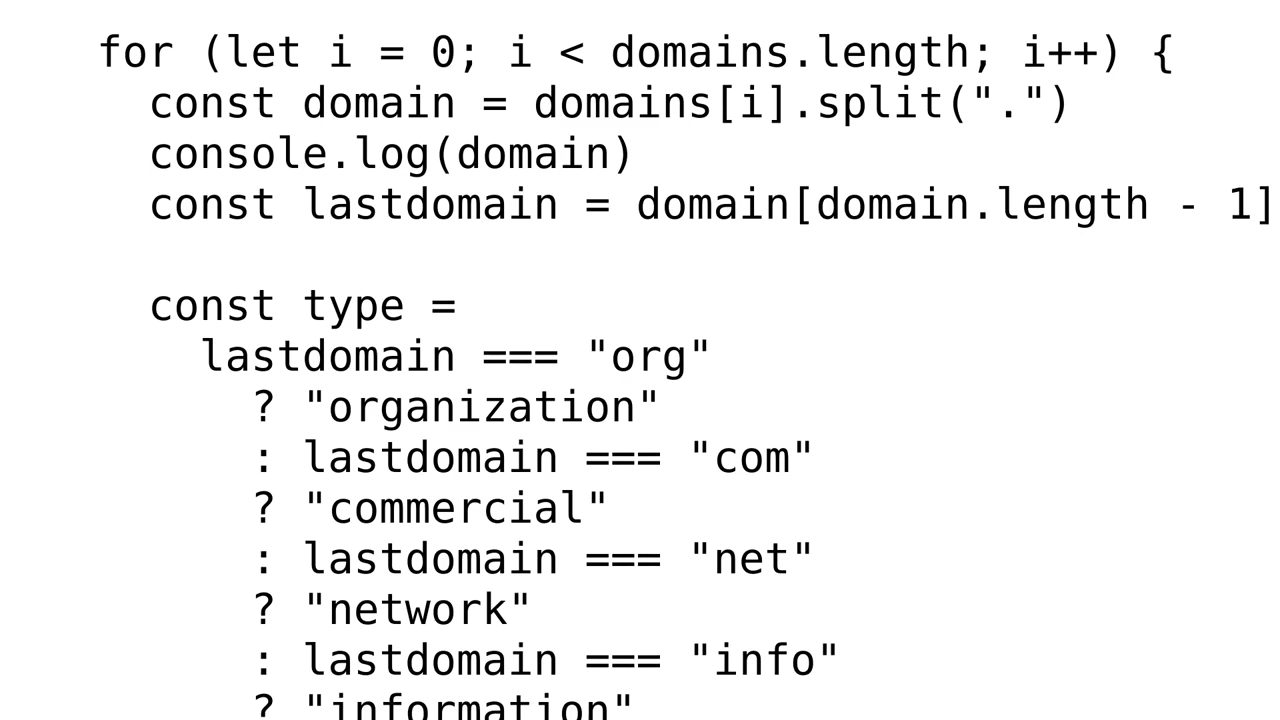 for (let i = 0; i < domains.length; i++) {
  const domain = domains[i].split(".")
  console.log(domain)
  const lastdomain = domain[domain.length - 1]

  const type =
    lastdomain === "org"
      ? "organization"
      : lastdomain === "com"
      ? "commercial"
      : lastdomain === "net"
      ? "network"
      : lastdomain === "info"
      ? "information"